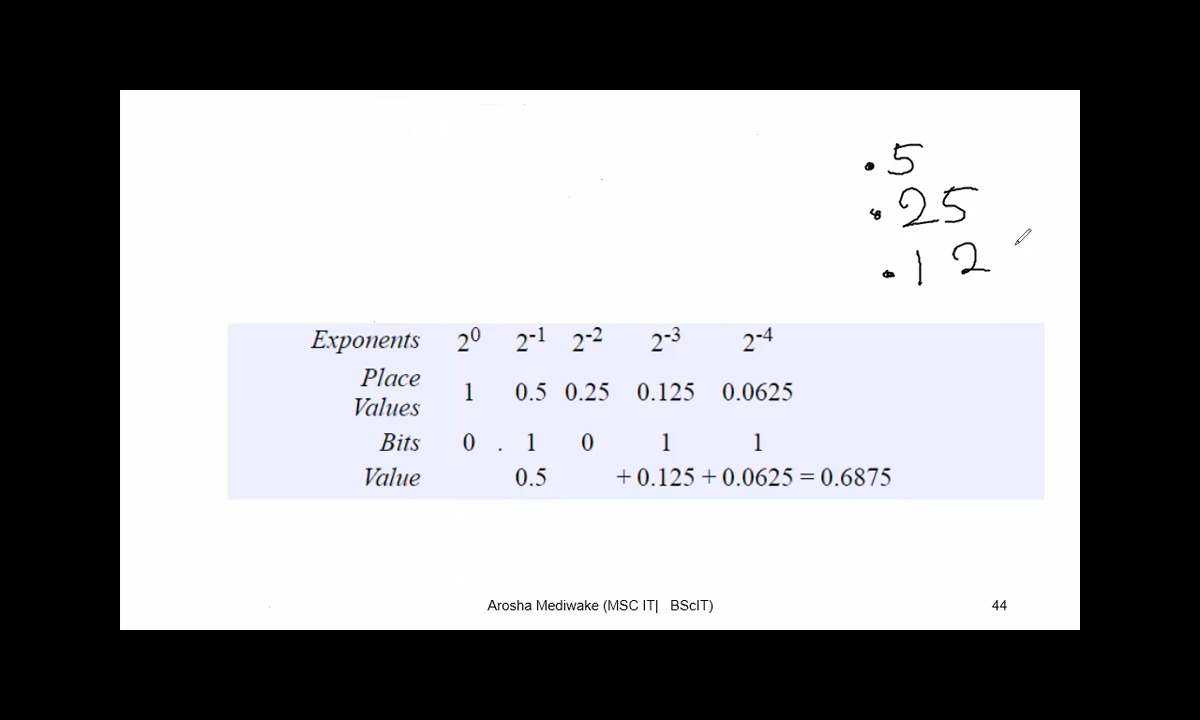 .5
.25
.12
Exponents 2⁰ 2⁻¹ 2⁻² 2⁻³ 2⁻⁴
Place
Values 1 0.5 0.25 0.125 0.0625
Bits 0 . 1 0 1 1
Value 0.5 + 0.125 + 0.0625 = 0.6875
Arosha Mediwake (MSC IT| BScIT) 44